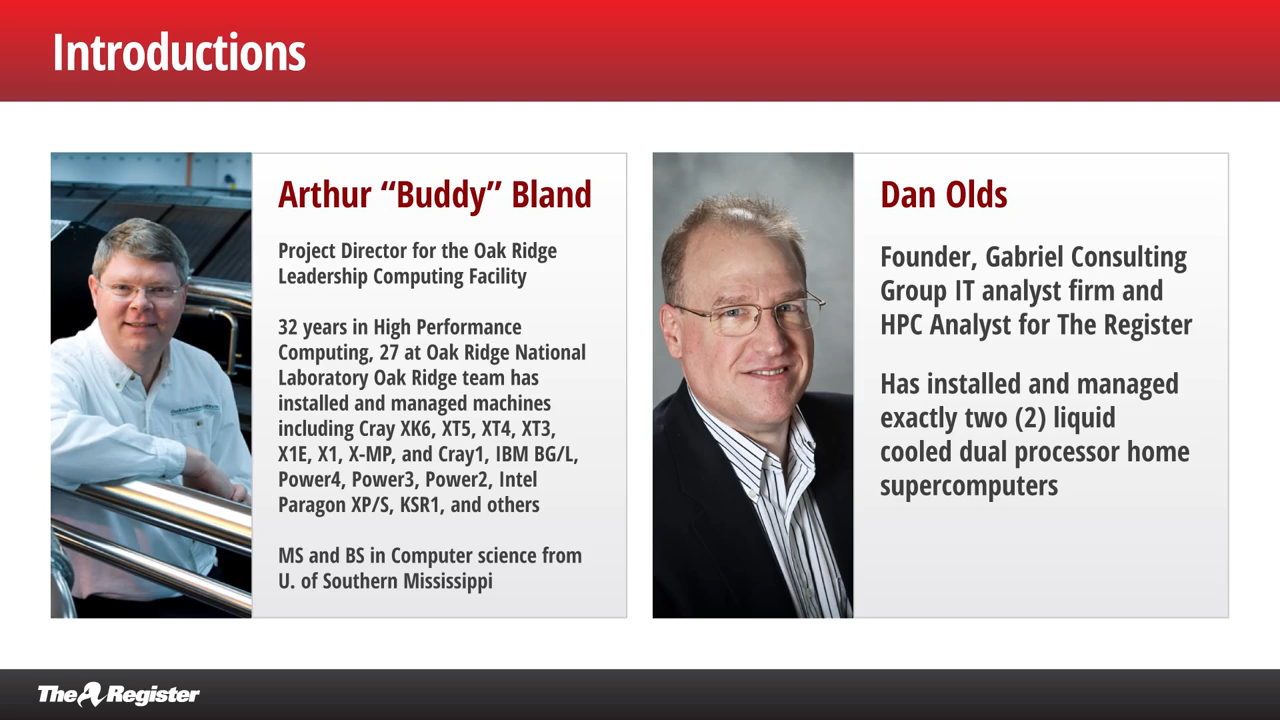 Introductions
Arthur “Buddy” Bland
Project Director for the Oak Ridge
Leadership Computing Facility
32 years in High Performance
Computing, 27 at Oak Ridge National
Laboratory Oak Ridge team has
installed and managed machines
including Cray XK6, XT5, XT4, XT3,
X1E, X1, X-MP, and Cray1, IBM BG/L,
Power4, Power3, Power2, Intel
Paragon XP/S, KSR1, and others
MS and BS in Computer science from
U. of Southern Mississippi
Dan Olds
Founder, Gabriel Consulting
Group IT analyst firm and
HPC Analyst for The Register
Has installed and managed
exactly two (2) liquid
cooled dual processor home
supercomputers
The Register